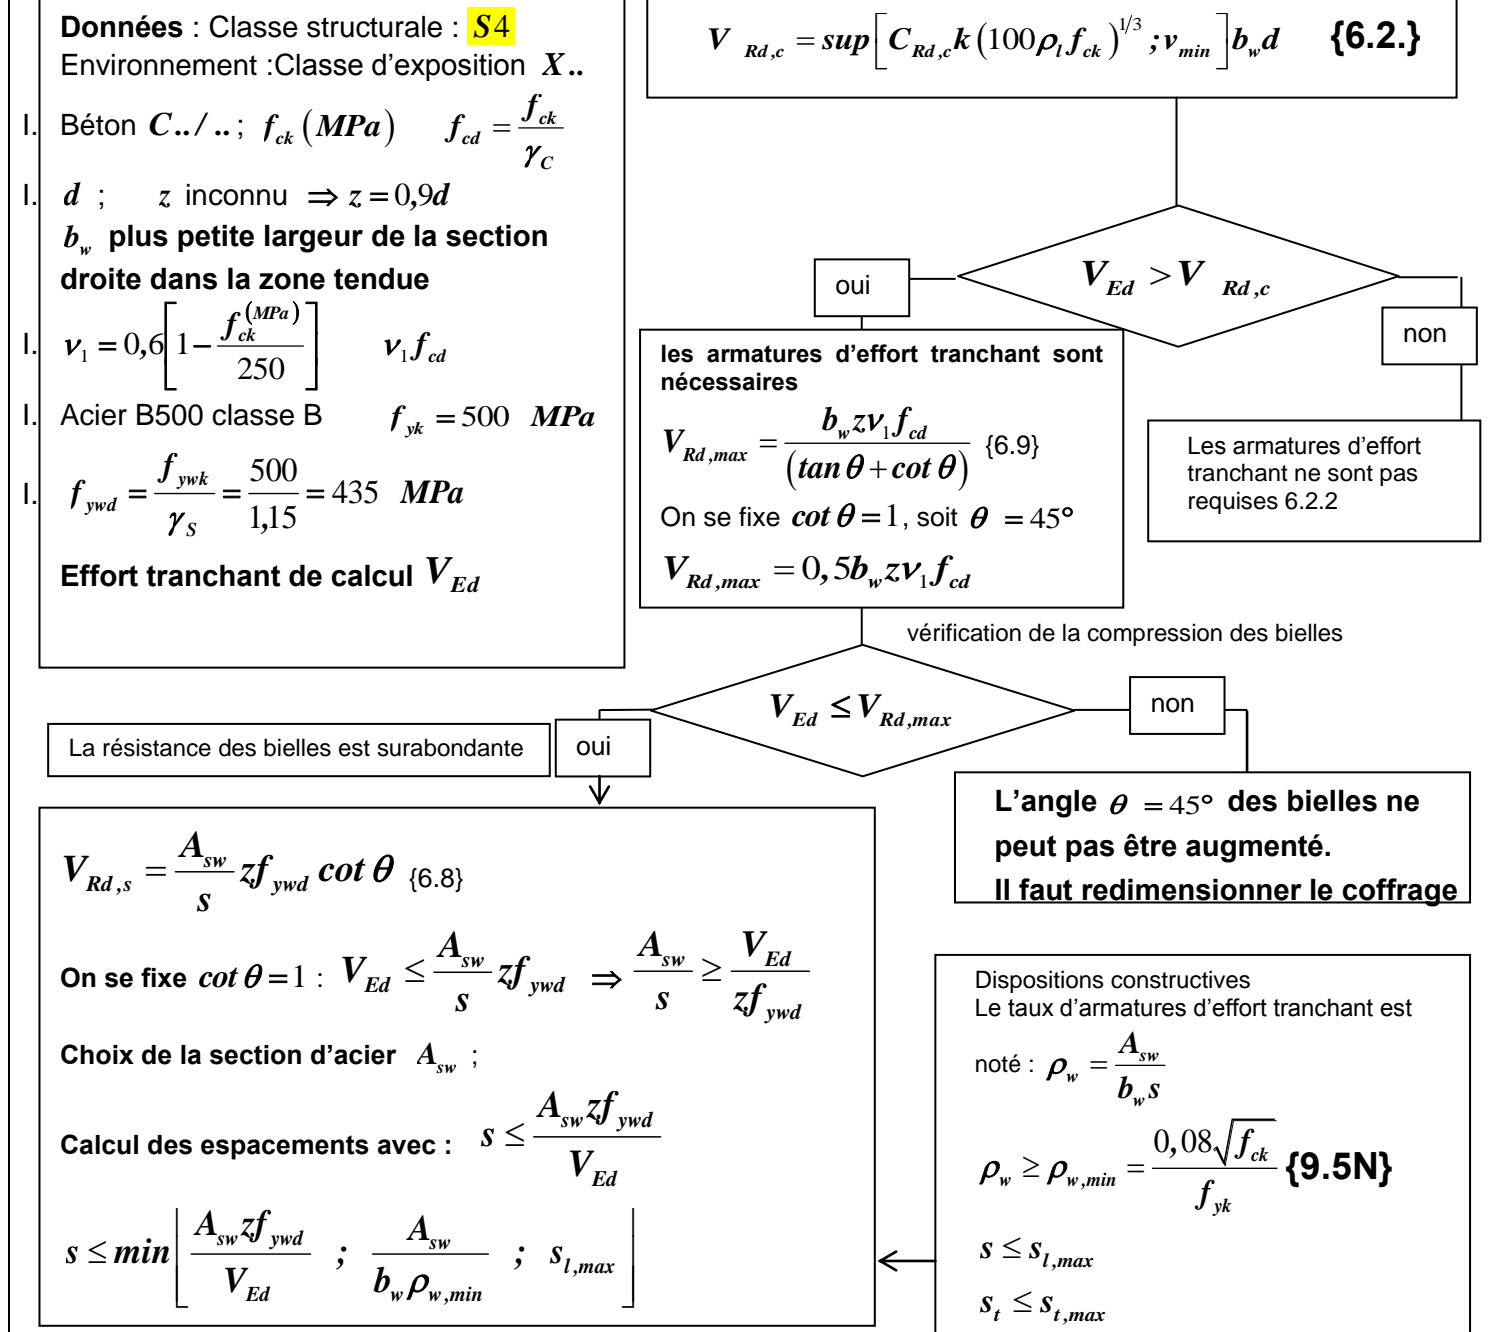 Données : Classe structurale : S4
Environnement :Classe d'exposition X..
I. Béton C../ .. ; f_ck (MPa) f_cd = f_ck / γ_C
I. d ; z inconnu ⇒ z = 0,9d
b_w plus petite largeur de la section
droite dans la zone tendue
I. ν_1 = 0,6[1 − f_ck^(MPa) / 250] ν_1 f_cd
I. Acier B500 classe B f_yk = 500 MPa
I. f_ywd = f_ywk / γ_S = 500 / 1,15 = 435 MPa
Effort tranchant de calcul V_Ed
V_Rd,c = sup[C_Rd,c k (100ρ_l f_ck)^1/3 ; v_min] b_w d {6.2.}
V_Ed > V_Rd,c
oui
non
les armatures d'effort tranchant sont
nécessaires
V_Rd,max = b_w z ν_1 f_cd / (tan θ + cot θ) {6.9}
On se fixe cot θ = 1, soit θ = 45°
V_Rd,max = 0,5 b_w z ν_1 f_cd
Les armatures d'effort
tranchant ne sont pas
requises 6.2.2
vérification de la compression des bielles
V_Ed ≤ V_Rd,max
non
La résistance des bielles est surabondante
oui
L'angle θ = 45° des bielles ne
peut pas être augmenté.
Il faut redimensionner le coffrage
V_Rd,s = A_sw / s z f_ywd cot θ {6.8}
On se fixe cot θ = 1 : V_Ed ≤ A_sw / s z f_ywd ⇒ A_sw / s ≥ V_Ed / z f_ywd
Choix de la section d'acier A_sw ;
Calcul des espacements avec : s ≤ A_sw z f_ywd / V_Ed
s ≤ min[A_sw z f_ywd / V_Ed ; A_sw / b_w ρ_w,min ; s_l,max]
Dispositions constructives
Le taux d'armatures d'effort tranchant est
noté : ρ_w = A_sw / b_w s
ρ_w ≥ ρ_w,min = 0,08√f_ck / f_yk {9.5N}
s ≤ s_l,max
s_t ≤ s_t,max